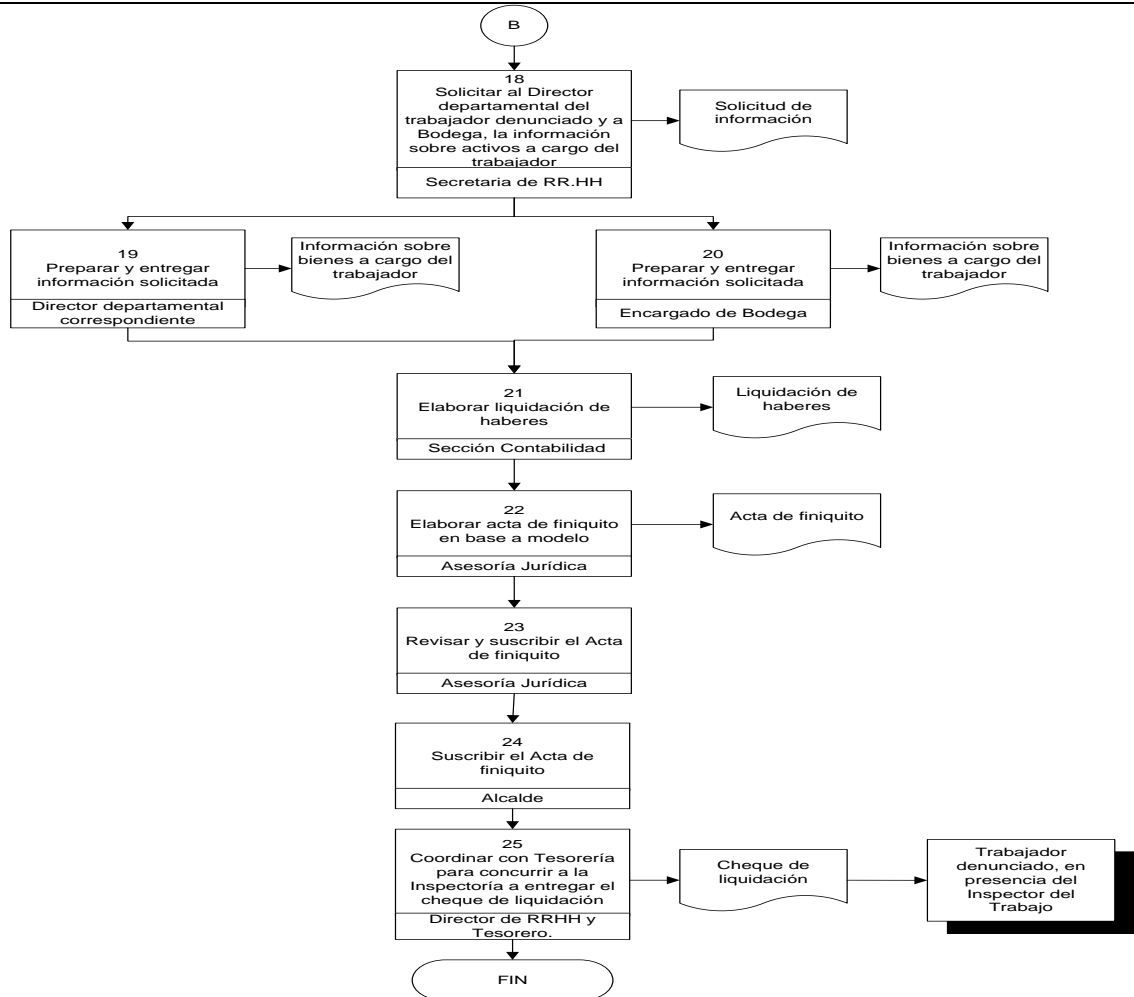 B
18
Solicitar al Director
departamental del
trabajador denunciado y a
Bodega, la información
sobre activos a cargo del
trabajador
Secretaria de RR.HH
Solicitud de
información
19
Preparar y entregar
información solicitada
Director departamental
correspondiente
Información sobre
bienes a cargo del
trabajador
20
Preparar y entregar
información solicitada
Encargado de Bodega
Información sobre
bienes a cargo del
trabajador
21
Elaborar liquidación de
haberes
Sección Contabilidad
Liquidación de
haberes
22
Elaborar acta de finiquito
en base a modelo
Asesoría Jurídica
Acta de finiquito
23
Revisar y suscribir el Acta
de finiquito
Asesoría Jurídica
24
Suscribir el Acta de
finiquito
Alcalde
25
Coordinar con Tesorería
para concurrir a la
Inspectoría a entregar el
cheque de liquidación
Director de RRHH y
Tesorero.
Cheque de
liquidación
Trabajador
denunciado, en
presencia del
Inspector del
Trabajo
FIN